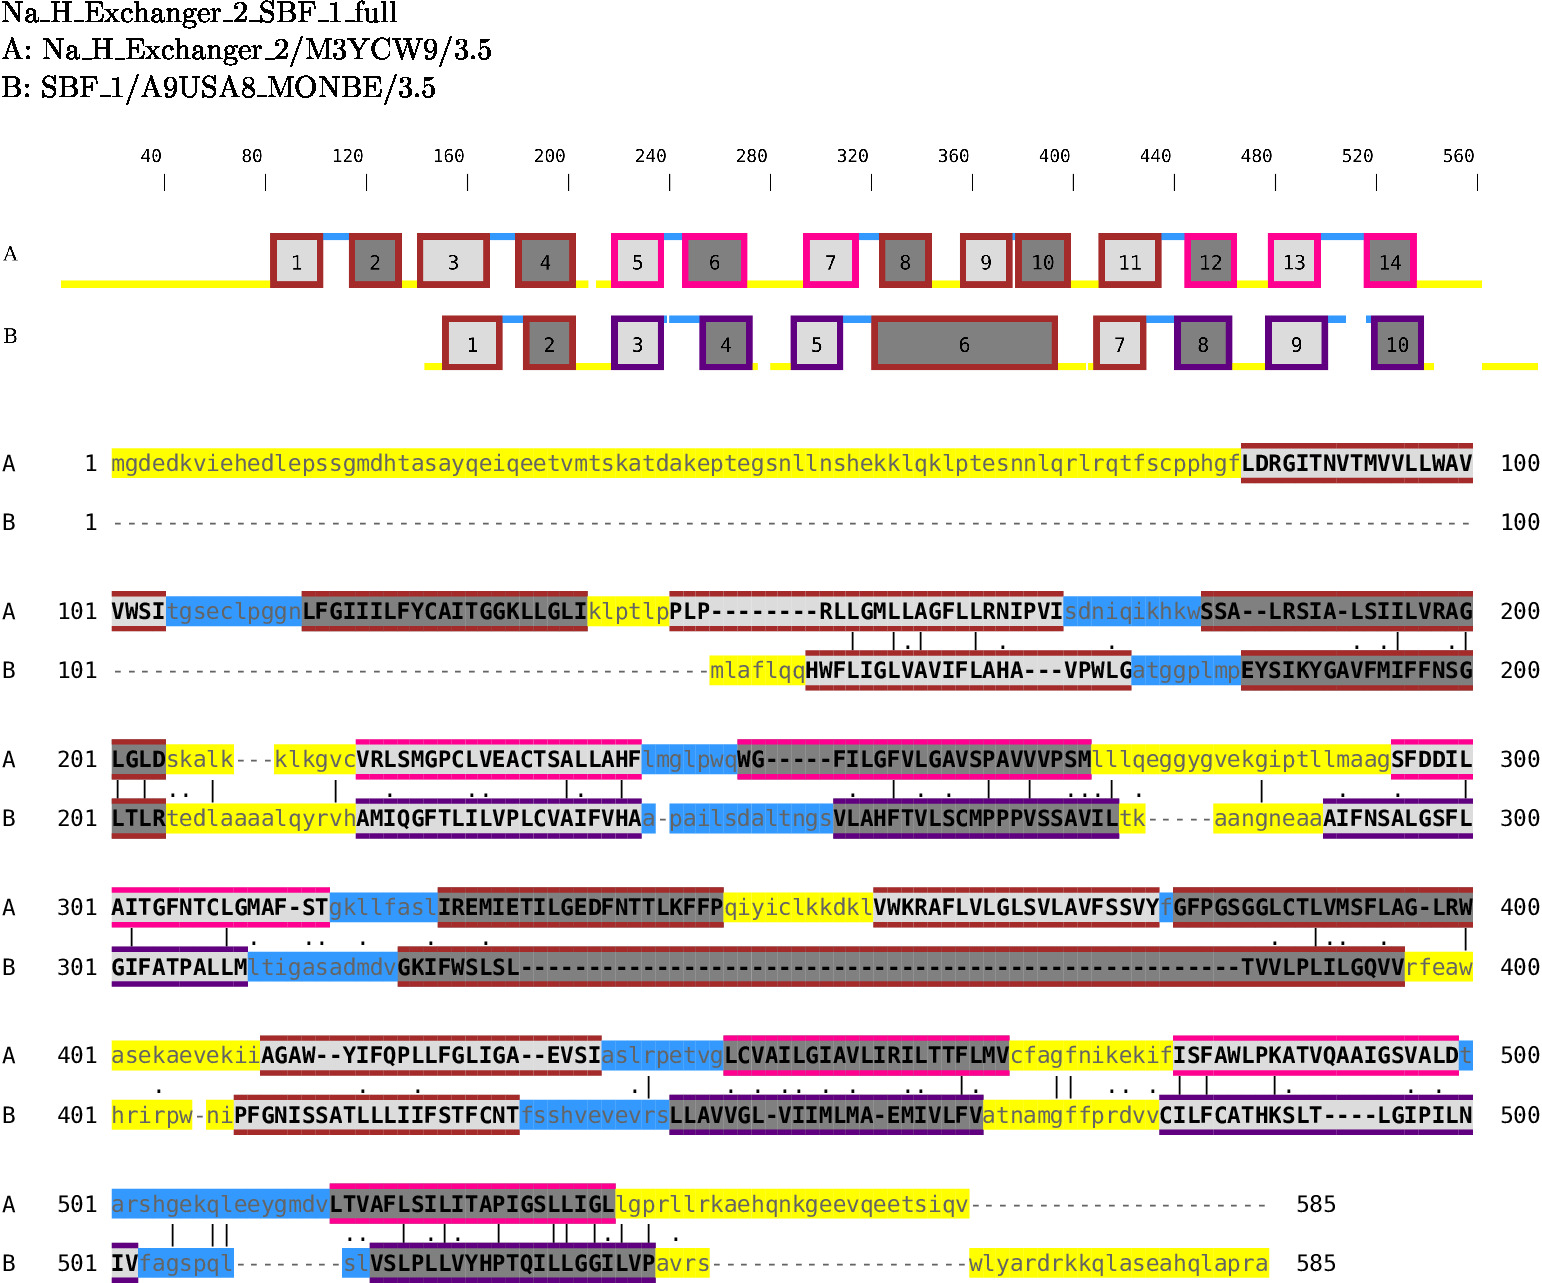 Na_H_Exchanger_2_SBF_1_full
A: Na_H_Exchanger_2/M3YCW9/3.5
B: SBF_1/A9USA8_MONBE/3.5
40 80 120 160 200 240 280 320 360 400 440 480 520 560
A 1 2 3 4 5 6 7 8 9 10 11 12 13 14
B 1 2 3 4 5 6 7 8 9 10
A 1 mgdedkviehedlepssgmdhtasayqeiqeetvmtskatdakeptegsnllnshekklqklptesnnlqrlrqtfscpphgfLDRGITNVTMVVLLWAV 100
B 1 ---------------------------------------------------------------------------------------------------- 100
A 101 VWSItgseclpggnLFGIIILFYCAITGGKLLGLIklptlpPLP--------RLLGMLLAGFLLRNIPVIsdniqikhkwSSA--LRSIA-LSIILVRAG 200
B 101 --------------------------------------------mlaflqqHWFLIGLVAVIFLAHA---VPWLGatggplmpEYSIKYGAVFMIFFNSG 200
A 201 LGLDskalk---klkgvcVRLSMGPCLVEACTSALLAHFlmglpwqWG-----FILGFVLGAVSPAVVVPSMlllqeggygvekgiptllmaagSFDDIL 300
B 201 LTLRtedlaaaalqyrvhAMIQGFTLILVPLCVAIFVHAa-pailsdaltngsVLAHFTVLSCMPPPVSSAVILtk-----aangneaaAIFNSALGSFL 300
A 301 AITGFNTCLGMAF-STgkllfaslIREMIETILGEDFNTTLKFFPqiyiclkkdklVWKRAFLVLGLSVLAVFSSVYfGFPGSGGLCTLVMSFLAG-LRW 400
B 301 GIFATPALLMltigasadmdvGKIFWSLSL-----------------------------------------------------TVVLPLILGQVVrfeaw 400
A 401 asekaevekiiAGAW--YIFQPLLFGLIGA--EVSIaslrpetvgLCVAILGIAVLIRILTTFLMVcfagfnikekifISFAWLPKATVQAAIGSVALDt 500
B 401 hrirpw-niPFGNISSATLLLIIFSTFCNTfsshvevevrsLLAVVGL-VIIMLMA-EMIVLFVatnamgffprdvvCILFCATHKSLT----LGIPILN 500
A 501 arshgekqleeygmdvLTVAFLSILITAPIGSLLIGLlgprllrkaehqnkgeevqeetsiqv---------------------- 585
B 501 IVfagspql--------slVSLPLLVYHPTQILLGGILVPavrs-------------------wlyardrkkqlaseahqlapra 585